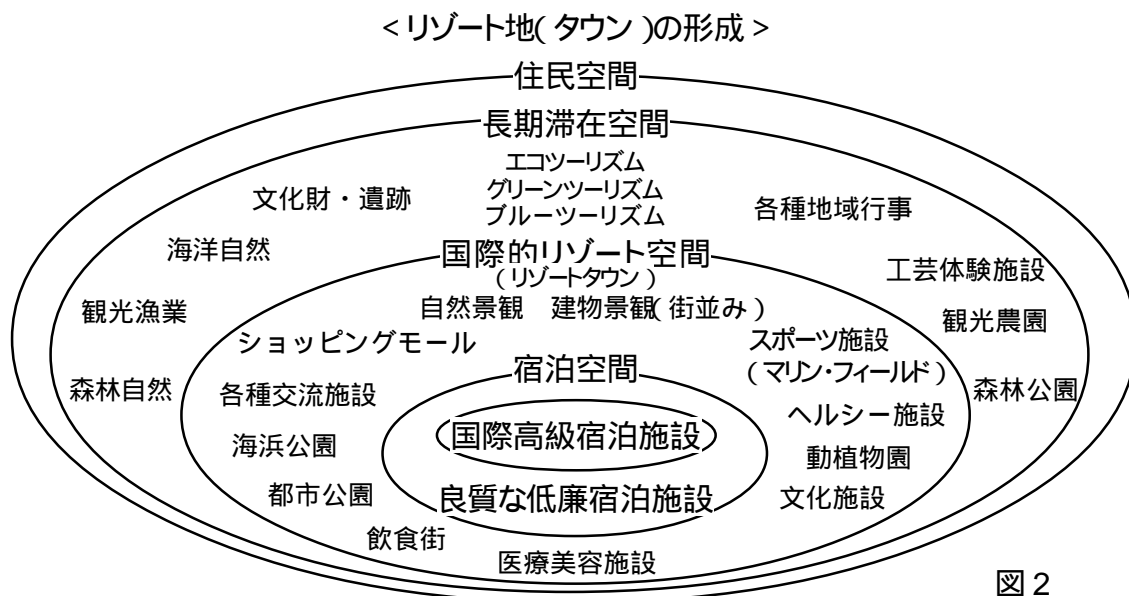 <リゾート地(タウン)の形成>
住民空間
長期滞在空間
エコツーリズム
グリーンツーリズム
ブルーツーリズム
文化財・遺跡
各種地域行事
海洋自然
工芸体験施設
観光漁業
観光農園
森林自然
森林公園
国際的リゾート空間
(リゾートタウン)
自然景観 建物景観(街並み)
ショッピングモール
スポーツ施設
(マリン・フィールド)
各種交流施設
ヘルシー施設
海浜公園
動植物園
都市公園
文化施設
飲食街
医療美容施設
宿泊空間
国際高級宿泊施設
良質な低廉宿泊施設
図2